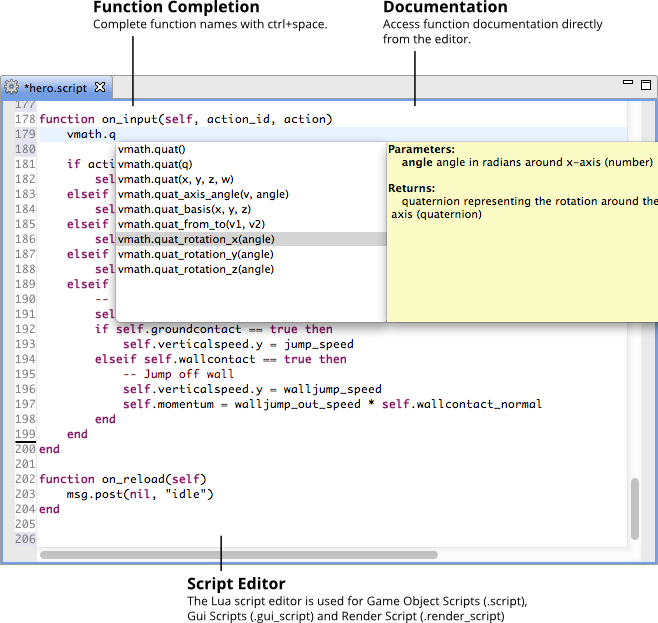 Function Completion
Complete function names with ctrl+space.
Documentation
Access function documentation directly
from the editor.
*hero.script
177
178 function on_input(self, action_id, action)
179 vmath.q
180
181 if acti
182 sel
183 elseif
184 sel
185 elseif
186 sel
187 elseif
188 sel
189 elseif
190 --
191 sel
vmath.quat()
vmath.quat(q)
vmath.quat(x, y, z, w)
vmath.quat_axis_angle(v, angle)
vmath.quat_basis(x, y, z)
vmath.quat_from_to(v1, v2)
vmath.quat_rotation_x(angle)
vmath.quat_rotation_y(angle)
vmath.quat_rotation_z(angle)
Parameters:
angle angle in radians around x-axis (number)
Returns:
quaternion representing the rotation around the
axis (quaternion)
192 if self.groundcontact == true then
193 self.verticalspeed.y = jump_speed
194 elseif self.wallcontact == true then
195 -- Jump off wall
196 self.verticalspeed.y = walljump_speed
197 self.momentum = walljump_out_speed * self.wallcontact_normal
198 end
199 end
200 end
201
202 function on_reload(self)
203 msg.post(nil, "idle")
204 end
205
206
Script Editor
The Lua script editor is used for Game Object Scripts (.script),
Gui Scripts (.gui_script) and Render Script (.render_script)